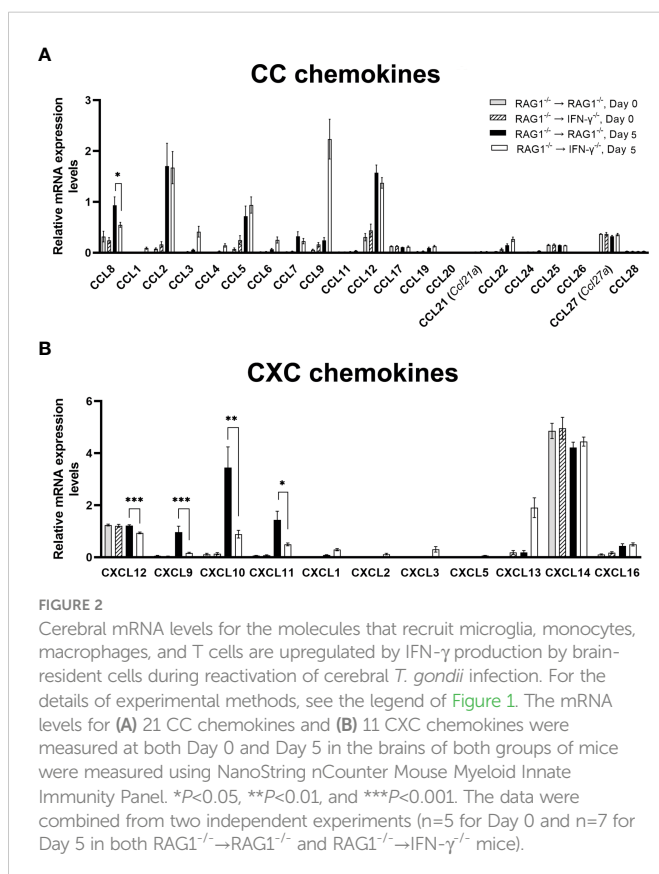 A
CC chemokines
3
2
1
0
Relative mRNA expression
levels
RAG1⁻/⁻ → RAG1⁻/⁻, Day 0
RAG1⁻/⁻ → IFN-γ⁻/⁻, Day 0
RAG1⁻/⁻ → RAG1⁻/⁻, Day 5
RAG1⁻/⁻ → IFN-γ⁻/⁻, Day 5
*
CCL8
CCL1
CCL2
CCL3
CCL4
CCL5
CCL6
CCL7
CCL9
CCL11
CCL12
CCL17
CCL19
CCL20
CCL21 (Ccl21a)
CCL22
CCL24
CCL25
CCL26
CCL27 (Ccl27a)
CCL28
B
CXC chemokines
6
4
2
0
Relative mRNA expression
levels
***
***
**
*
CXCL12 CXCL9 CXCL10 CXCL11 CXCL1 CXCL2 CXCL3 CXCL5 CXCL13 CXCL14 CXCL16
FIGURE 2
Cerebral mRNA levels for the molecules that recruit microglia, monocytes,
macrophages, and T cells are upregulated by IFN-γ production by brain-
resident cells during reactivation of cerebral T. gondii infection. For the
details of experimental methods, see the legend of Figure 1. The mRNA
levels for (A) 21 CC chemokines and (B) 11 CXC chemokines were
measured at both Day 0 and Day 5 in the brains of both groups of mice
were measured using NanoString nCounter Mouse Myeloid Innate
Immunity Panel. *P<0.05, **P<0.01, and ***P<0.001. The data were
combined from two independent experiments (n=5 for Day 0 and n=7 for
Day 5 in both RAG1⁻/⁻→RAG1⁻/⁻ and RAG1⁻/⁻→IFN-γ⁻/⁻ mice).